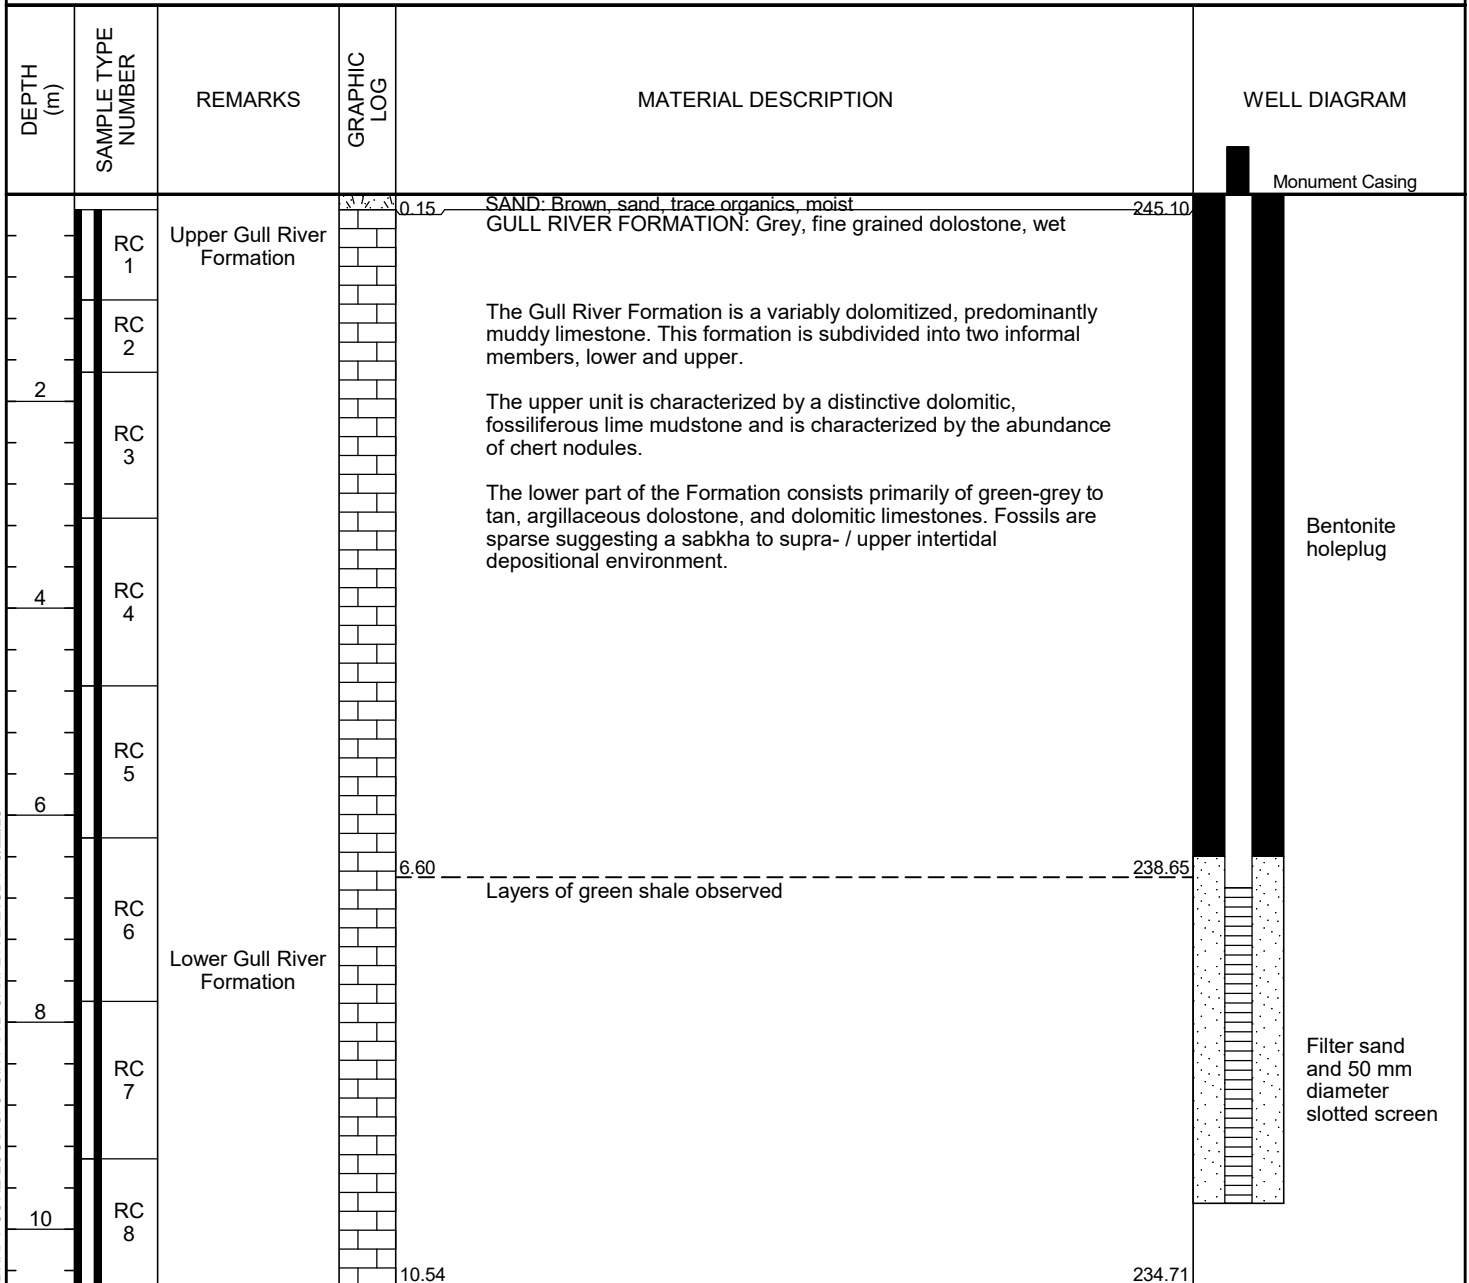 DEPTH
(m)
SAMPLE TYPE
NUMBER
REMARKS
GRAPHIC
LOG
MATERIAL DESCRIPTION
WELL DIAGRAM
Monument Casing
0.15
SAND: Brown, sand, trace organics, moist
245.10
GULL RIVER FORMATION: Grey, fine grained dolostone, wet
RC
1
Upper Gull River
Formation
The Gull River Formation is a variably dolomitized, predominantly
muddy limestone. This formation is subdivided into two informal
members, lower and upper.
RC
2
2
The upper unit is characterized by a distinctive dolomitic,
fossiliferous lime mudstone and is characterized by the abundance
of chert nodules.
RC
3
The lower part of the Formation consists primarily of green-grey to
tan, argillaceous dolostone, and dolomitic limestones. Fossils are
sparse suggesting a sabkha to supra- / upper intertidal
depositional environment.
Bentonite
holeplug
4
RC
4
RC
5
6
6.60
238.65
Layers of green shale observed
RC
6
Lower Gull River
Formation
8
RC
7
Filter sand
and 50 mm
diameter
slotted screen
10
RC
8
10.54
234.71